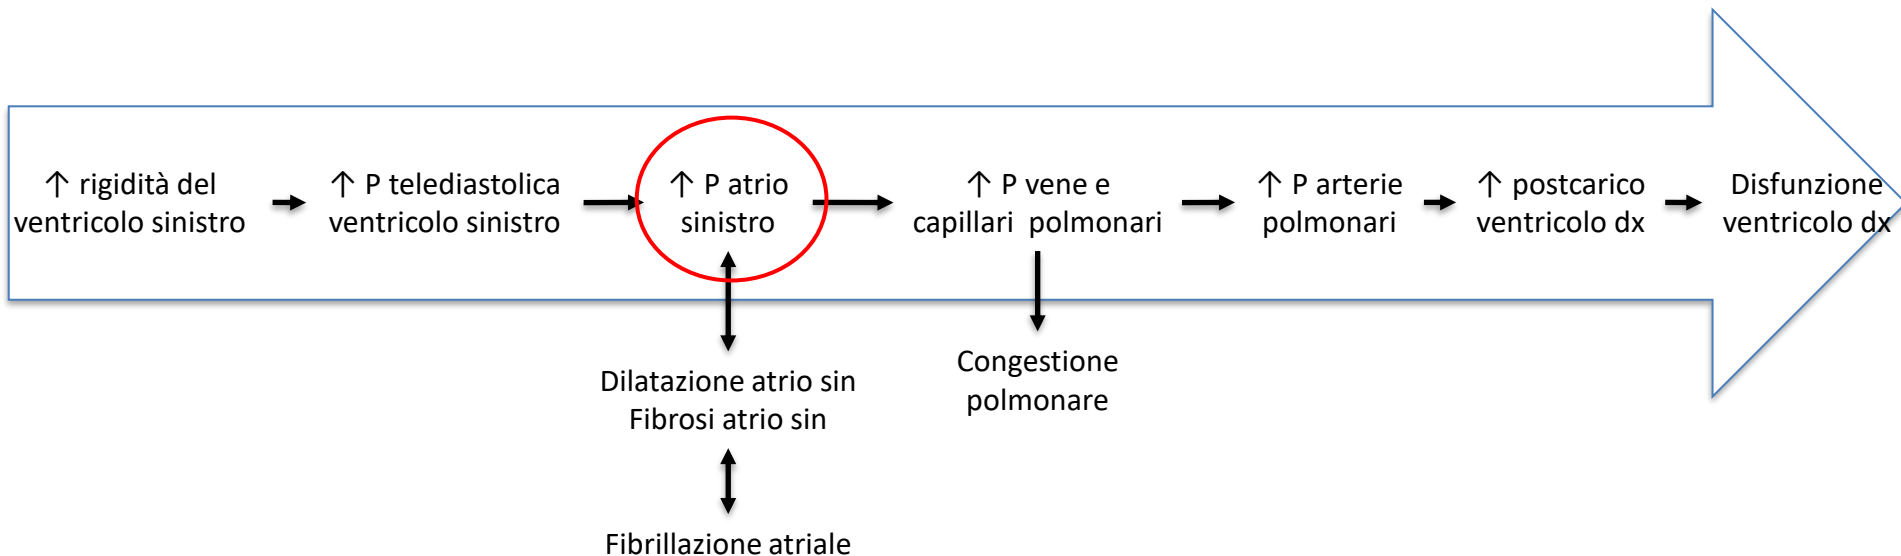 ↑ rigidità del
ventricolo sinistro
↑ P telediastolica
ventricolo sinistro
↑ P atrio
sinistro
↑ P vene e
capillari polmonari
↑ P arterie
polmonari
↑ postcarico
ventricolo dx
Disfunzione
ventricolo dx
Dilatazione atrio sin
Fibrosi atrio sin
Congestione
polmonare
Fibrillazione atriale